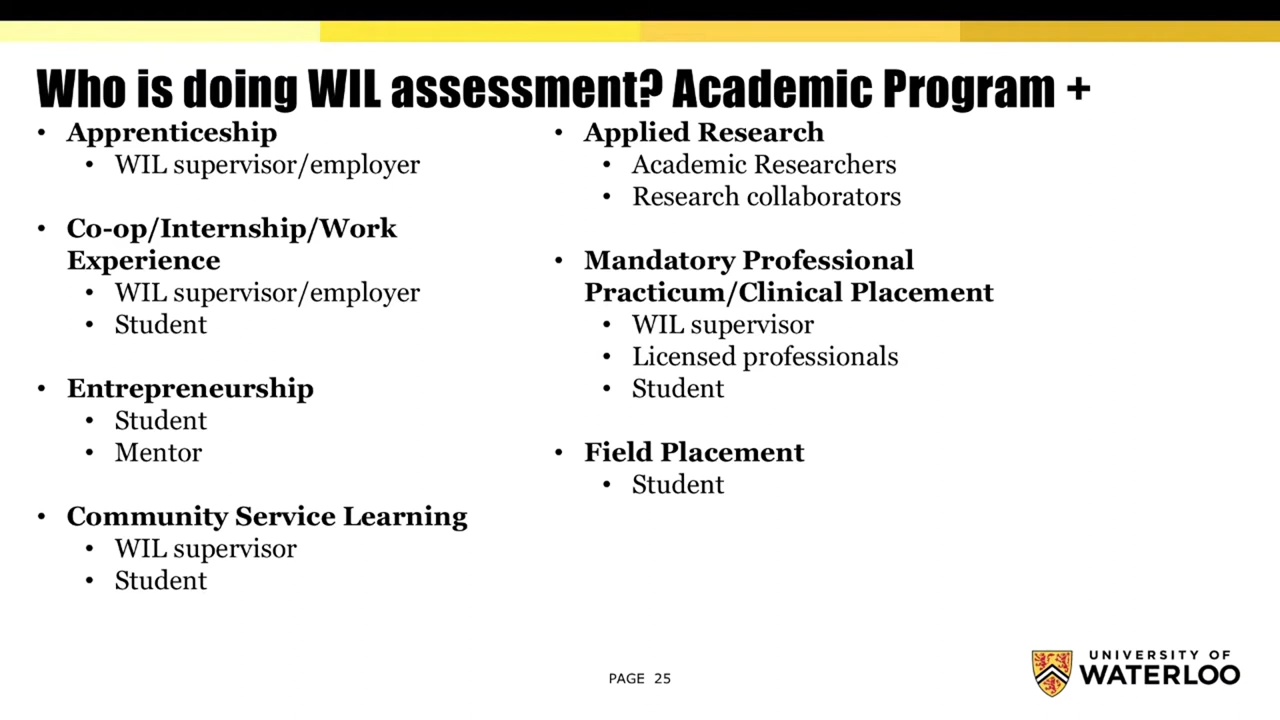 Who is doing WIL assessment? Academic Program +
• Apprenticeship
• WIL supervisor/employer
• Co-op/Internship/Work
Experience
• WIL supervisor/employer
• Student
• Entrepreneurship
• Student
• Mentor
• Community Service Learning
• WIL supervisor
• Student
• Applied Research
• Academic Researchers
• Research collaborators
• Mandatory Professional
Practicum/Clinical Placement
• WIL supervisor
• Licensed professionals
• Student
• Field Placement
• Student
PAGE 25
UNIVERSITY OF
WATERLOO